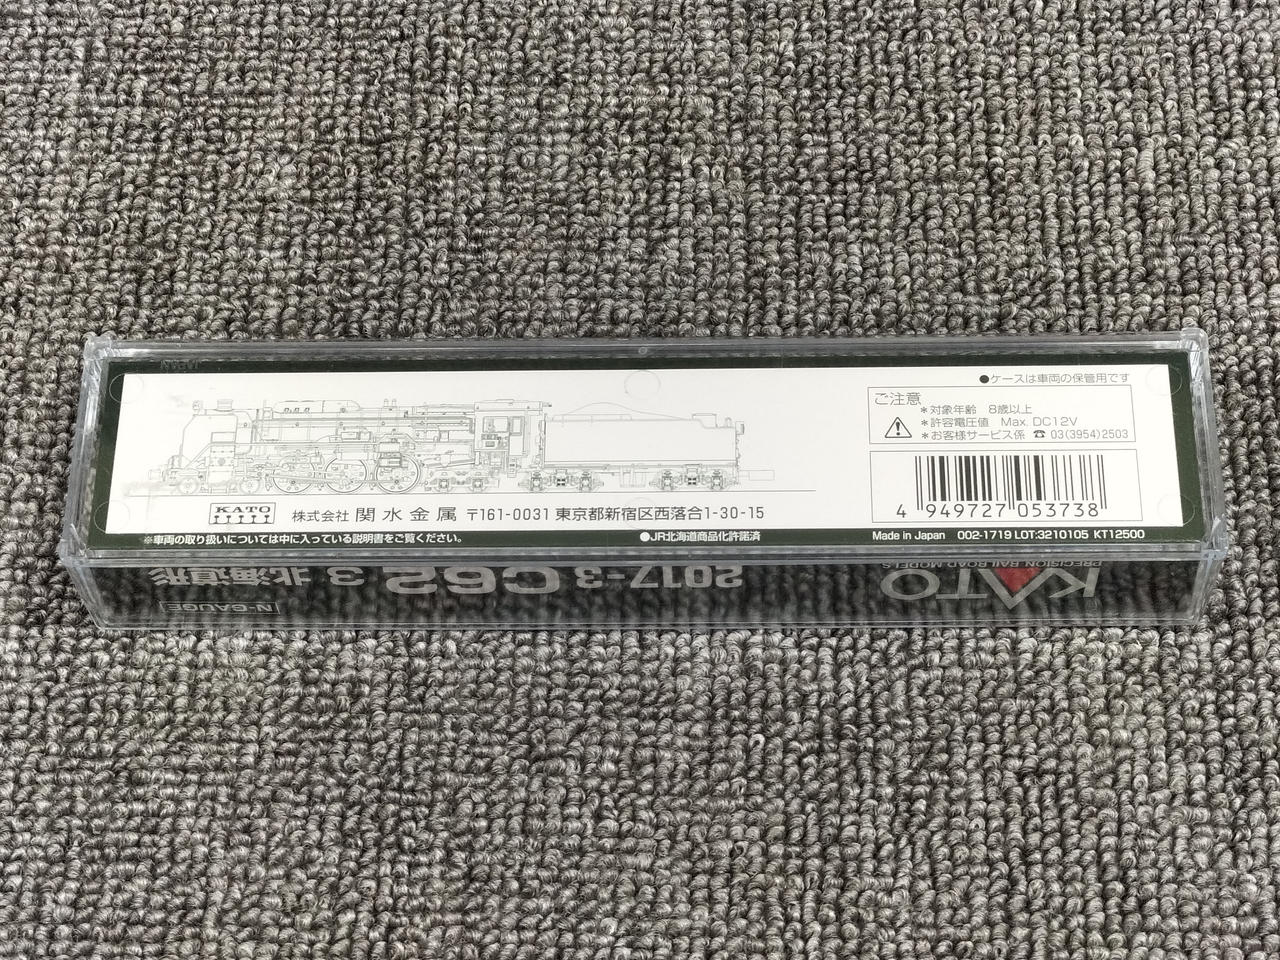 ●ケースは車両の保管用です
ご注意
＊対象年齢　8歳以上
＊許容電圧値　Max. DC12V
＊お客様サービス係 ☎ 03(3954)2503
4 949727 053738
KATO
株式会社 関水金属 〒161-0031 東京都新宿区西落合1-30-15
※車両の取り扱いについては中に入っている説明書をご覧ください。
●JR北海道商品化許諾済
Made in Japan 002-1719 LOT:3210105 KT12500
KATO
PRECISION RAILROAD MODELS
2017-3 C62 3 北海道形
N-GAUGE